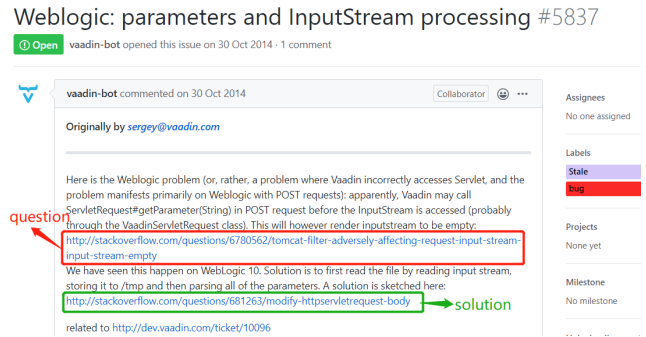 Weblogic: parameters and InputStream processing #5837
Open vaadin-bot opened this issue on 30 Oct 2014 · 1 comment
vaadin-bot commented on 30 Oct 2014 Collaborator ...
Assignees
No one assigned
Originally by sergey@vaadin.com
Labels
Stale
bug
Here is the Weblogic problem (or, rather, a problem where Vaadin incorrectly accesses Servlet, and the
problem manifests primarily on Weblogic with POST requests): apparently, Vaadin may call
ServletRequest#getParameter(String) in POST request before the InputStream is accessed (probably
through the VaadinServletRequest class). This will however render inputstream to be empty:
question
http://stackoverflow.com/questions/6780562/tomcat-filter-adversely-affecting-request-input-stream-
input-stream-empty
Projects
None yet
We have seen this happen on WebLogic 10. Solution is to first read the file by reading input stream,
storing it to /tmp and then parsing all of the parameters. A solution is sketched here:
http://stackoverflow.com/questions/681263/modify-httpservletrequest-body
solution
Milestone
No milestone
related to http://dev.vaadin.com/ticket/10096